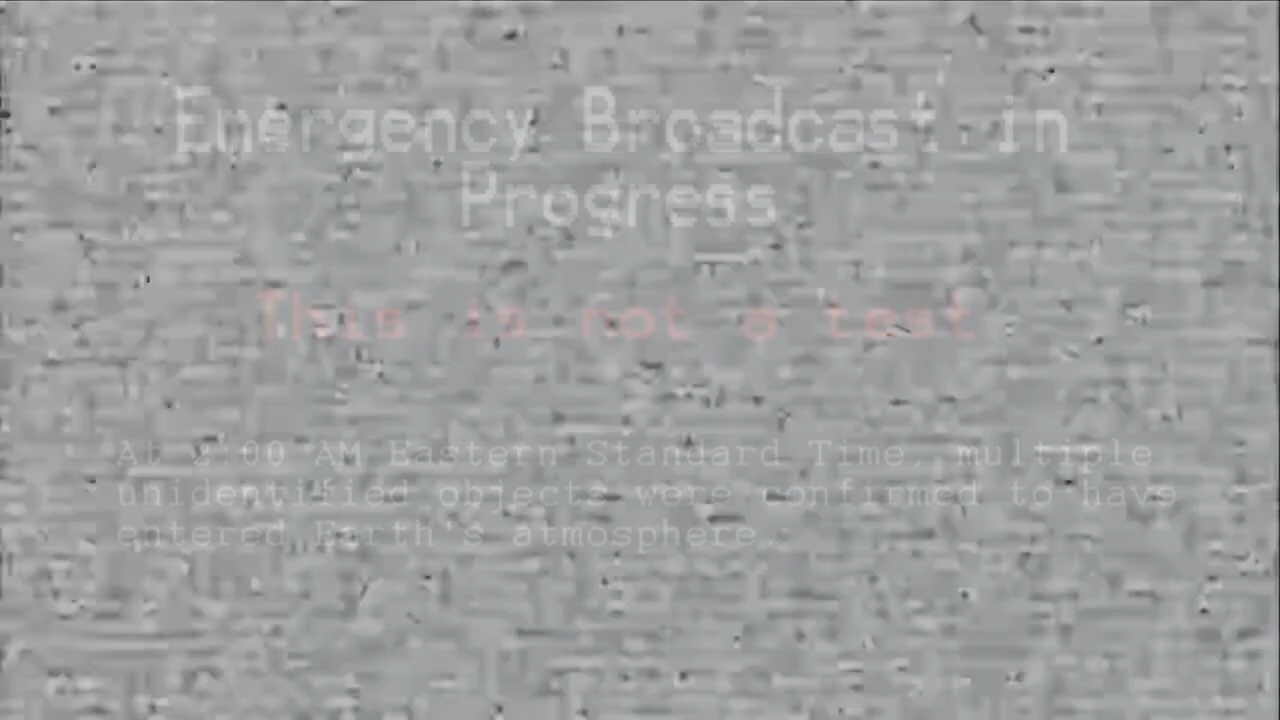 Emergency Broadcast in
Progress
This is not a test
At 2:00 AM Eastern Standard Time, multiple
unidentified objects were confirmed to have
entered Earth's atmosphere.